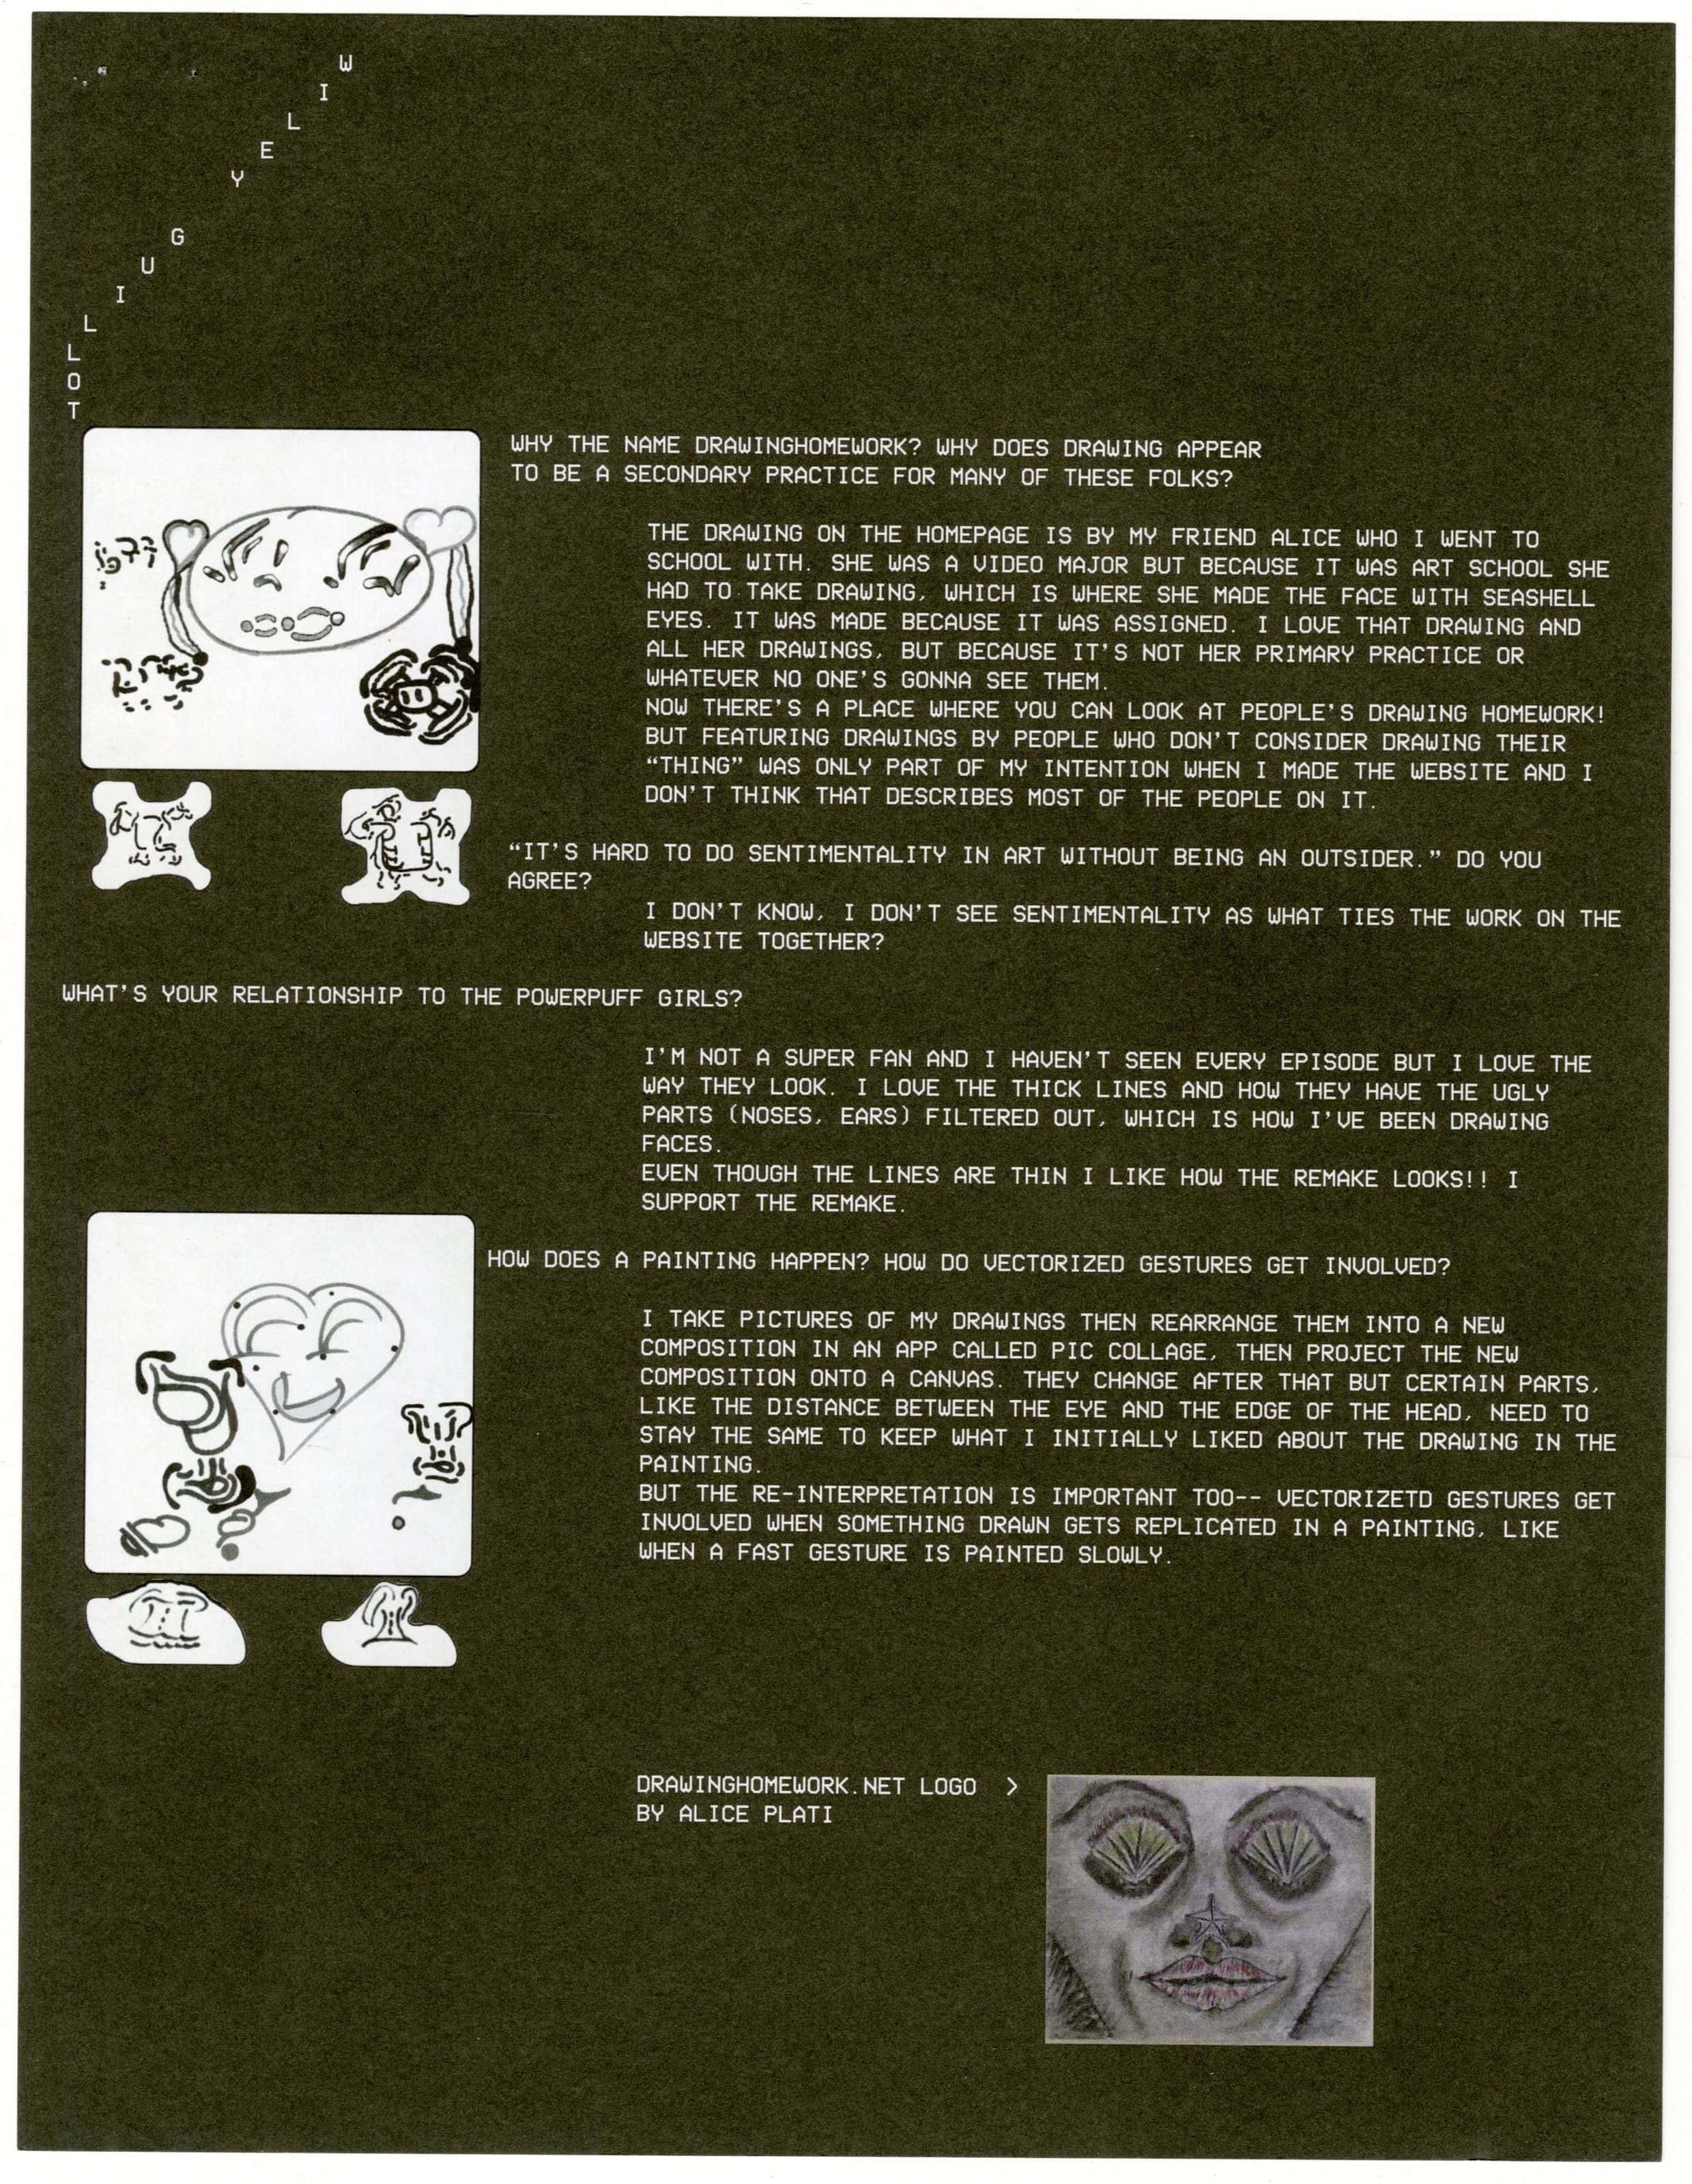 W
I
L
E
Y
G
U
I
L
L
O
T
WHY THE NAME DRAWINGHOMEWORK? WHY DOES DRAWING APPEAR
TO BE A SECONDARY PRACTICE FOR MANY OF THESE FOLKS?
THE DRAWING ON THE HOMEPAGE IS BY MY FRIEND ALICE WHO I WENT TO
SCHOOL WITH. SHE WAS A VIDEO MAJOR BUT BECAUSE IT WAS ART SCHOOL SHE
HAD TO TAKE DRAWING, WHICH IS WHERE SHE MADE THE FACE WITH SEASHELL
EYES. IT WAS MADE BECAUSE IT WAS ASSIGNED. I LOVE THAT DRAWING AND
ALL HER DRAWINGS, BUT BECAUSE IT'S NOT HER PRIMARY PRACTICE OR
WHATEVER NO ONE'S GONNA SEE THEM.
NOW THERE'S A PLACE WHERE YOU CAN LOOK AT PEOPLE'S DRAWING HOMEWORK!
BUT FEATURING DRAWINGS BY PEOPLE WHO DON'T CONSIDER DRAWING THEIR
“THING” WAS ONLY PART OF MY INTENTION WHEN I MADE THE WEBSITE AND I
DON'T THINK THAT DESCRIBES MOST OF THE PEOPLE ON IT.
“IT'S HARD TO DO SENTIMENTALITY IN ART WITHOUT BEING AN OUTSIDER.” DO YOU
AGREE?
I DON'T KNOW, I DON'T SEE SENTIMENTALITY AS WHAT TIES THE WORK ON THE
WEBSITE TOGETHER?
WHAT'S YOUR RELATIONSHIP TO THE POWERPUFF GIRLS?
I'M NOT A SUPER FAN AND I HAVEN'T SEEN EVERY EPISODE BUT I LOVE THE
WAY THEY LOOK. I LOVE THE THICK LINES AND HOW THEY HAVE THE UGLY
PARTS (NOSES, EARS) FILTERED OUT, WHICH IS HOW I'VE BEEN DRAWING
FACES.
EVEN THOUGH THE LINES ARE THIN I LIKE HOW THE REMAKE LOOKS!! I
SUPPORT THE REMAKE.
HOW DOES A PAINTING HAPPEN? HOW DO VECTORIZED GESTURES GET INVOLVED?
I TAKE PICTURES OF MY DRAWINGS THEN REARRANGE THEM INTO A NEW
COMPOSITION IN AN APP CALLED PIC COLLAGE, THEN PROJECT THE NEW
COMPOSITION ONTO A CANVAS. THEY CHANGE AFTER THAT BUT CERTAIN PARTS,
LIKE THE DISTANCE BETWEEN THE EYE AND THE EDGE OF THE HEAD, NEED TO
STAY THE SAME TO KEEP WHAT I INITIALLY LIKED ABOUT THE DRAWING IN THE
PAINTING.
BUT THE RE-INTERPRETATION IS IMPORTANT TOO-- VECTORIZETD GESTURES GET
INVOLVED WHEN SOMETHING DRAWN GETS REPLICATED IN A PAINTING, LIKE
WHEN A FAST GESTURE IS PAINTED SLOWLY.
DRAWINGHOMEWORK.NET LOGO >
BY ALICE PLATI